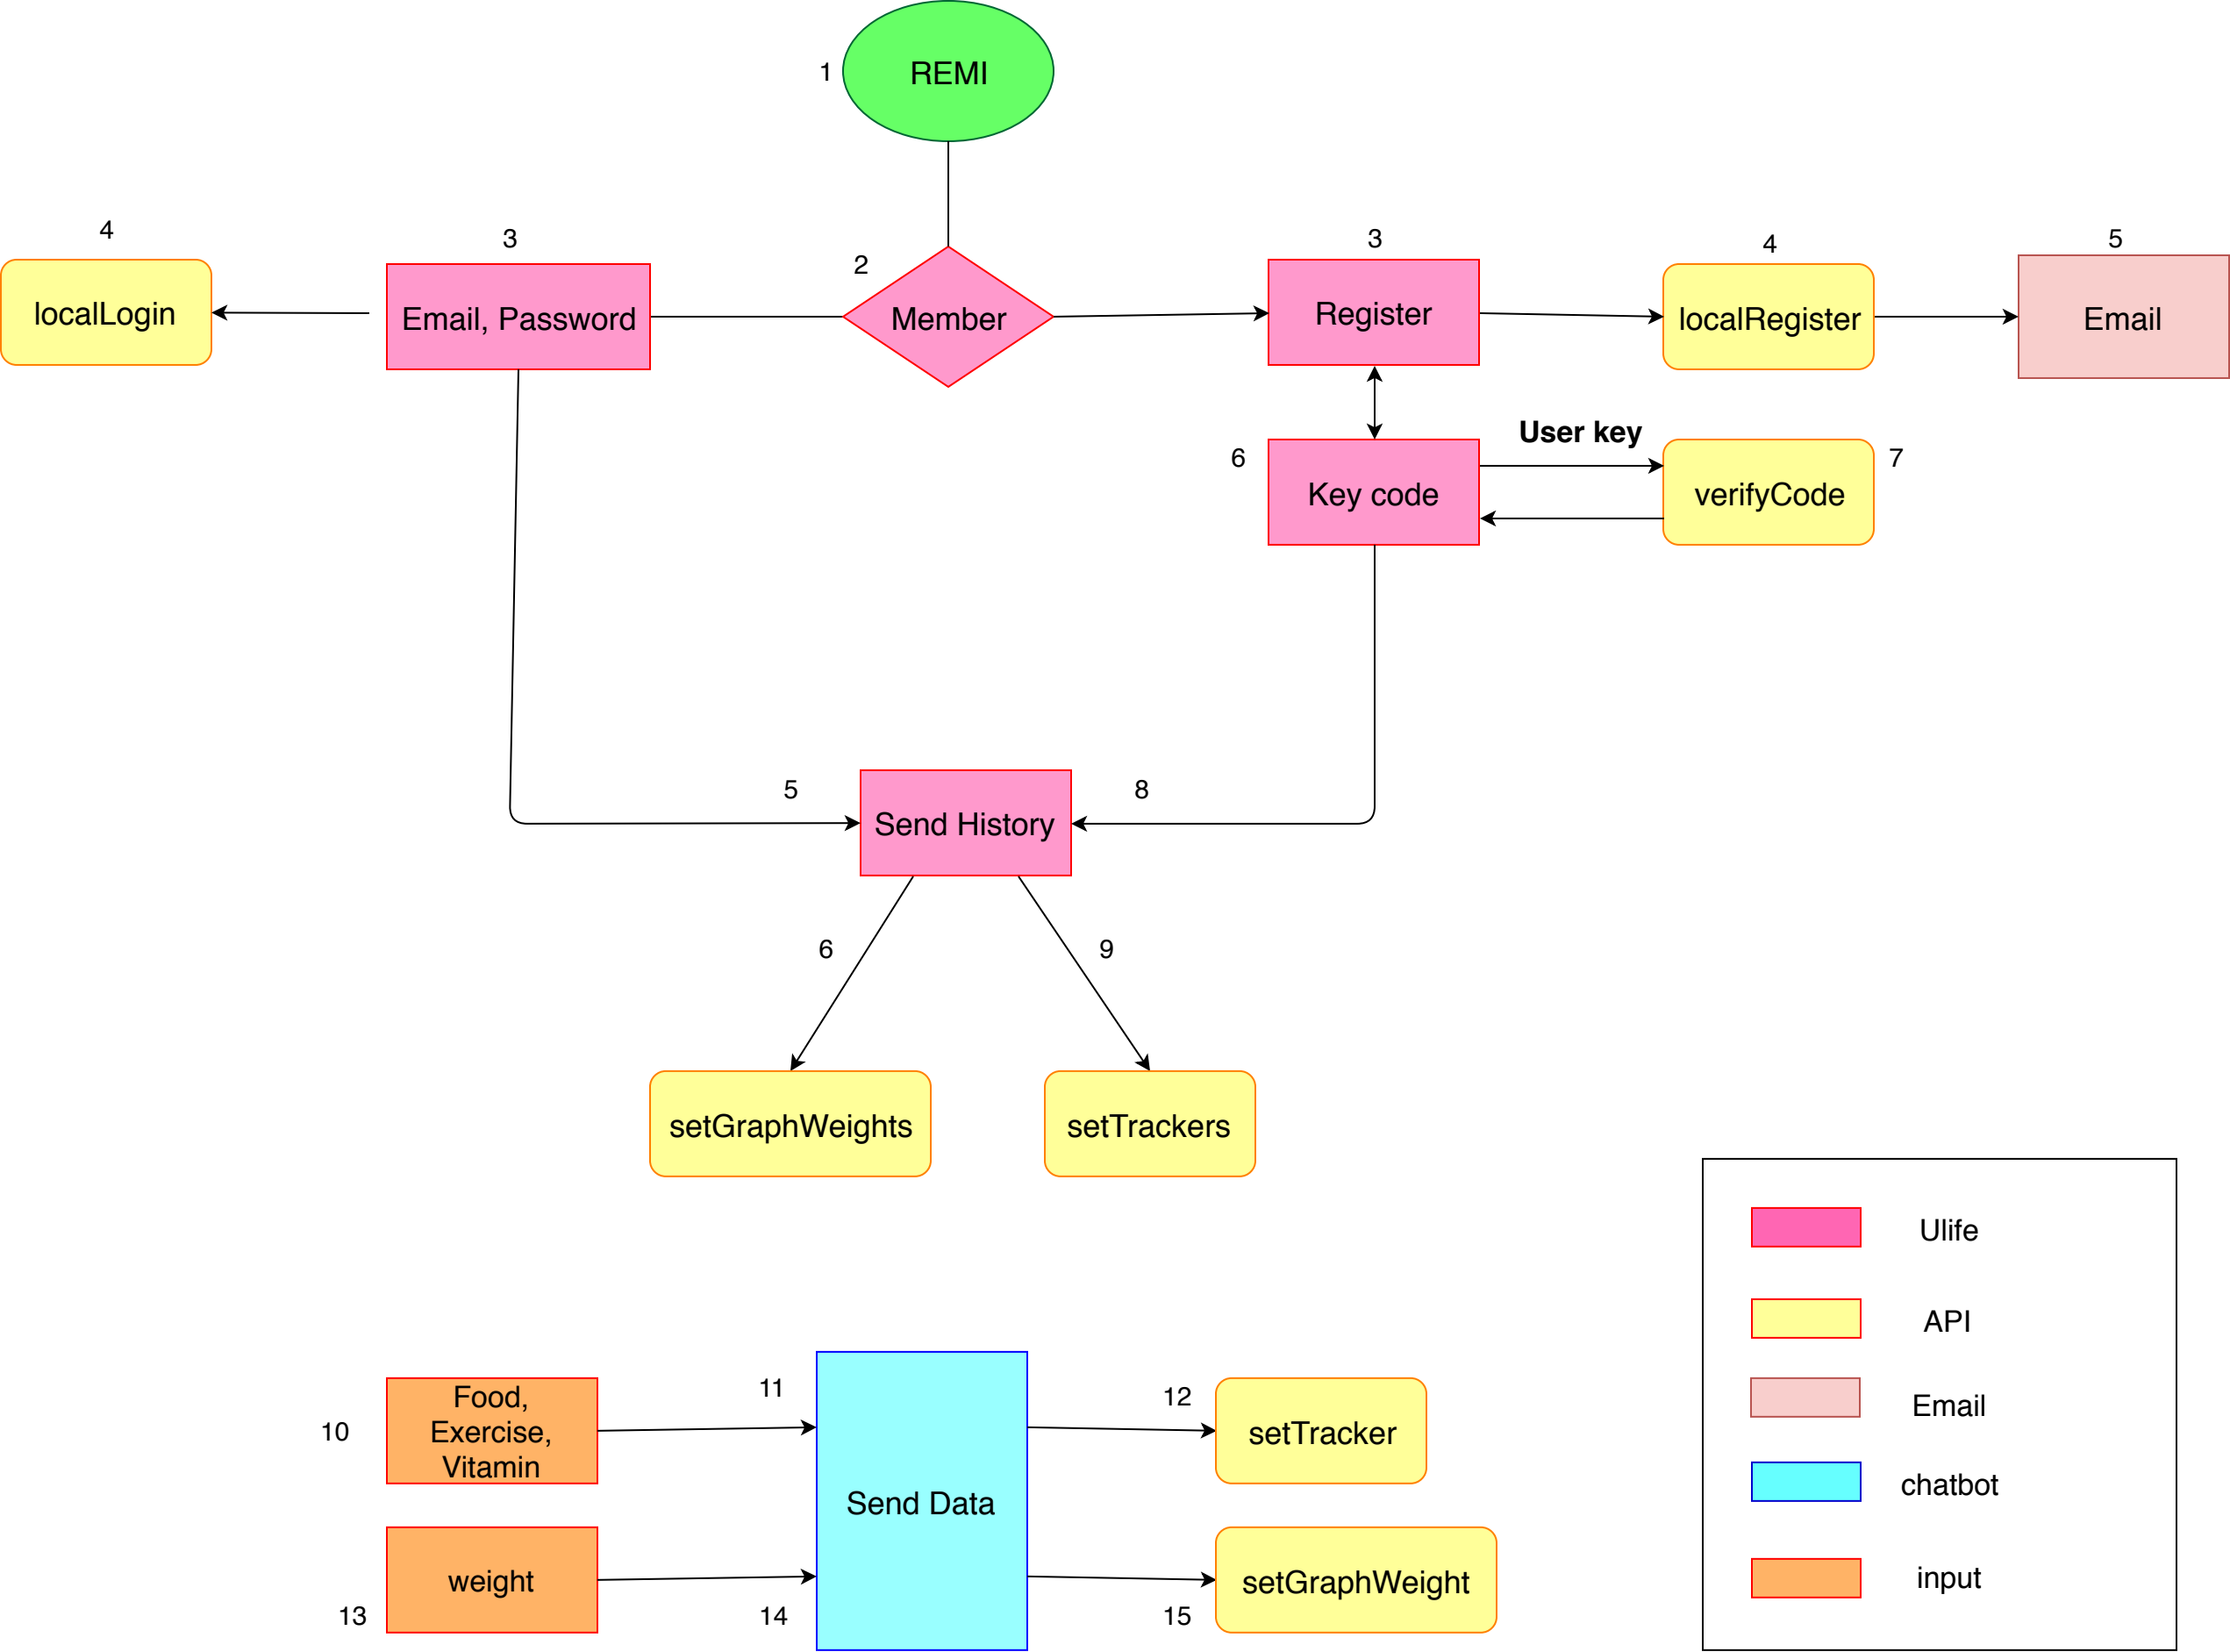 1
REMI
4
3
2
3
4
5
localLogin
Email, Password
Member
Register
localRegister
Email
User key
6
Key code
verifyCode
7
5
8
Send History
6
9
setGraphWeights
setTrackers
Ulife
API
Email
chatbot
input
10
Food,
Exercise,
Vitamin
11
12
setTracker
Send Data
weight
setGraphWeight
13
14
15